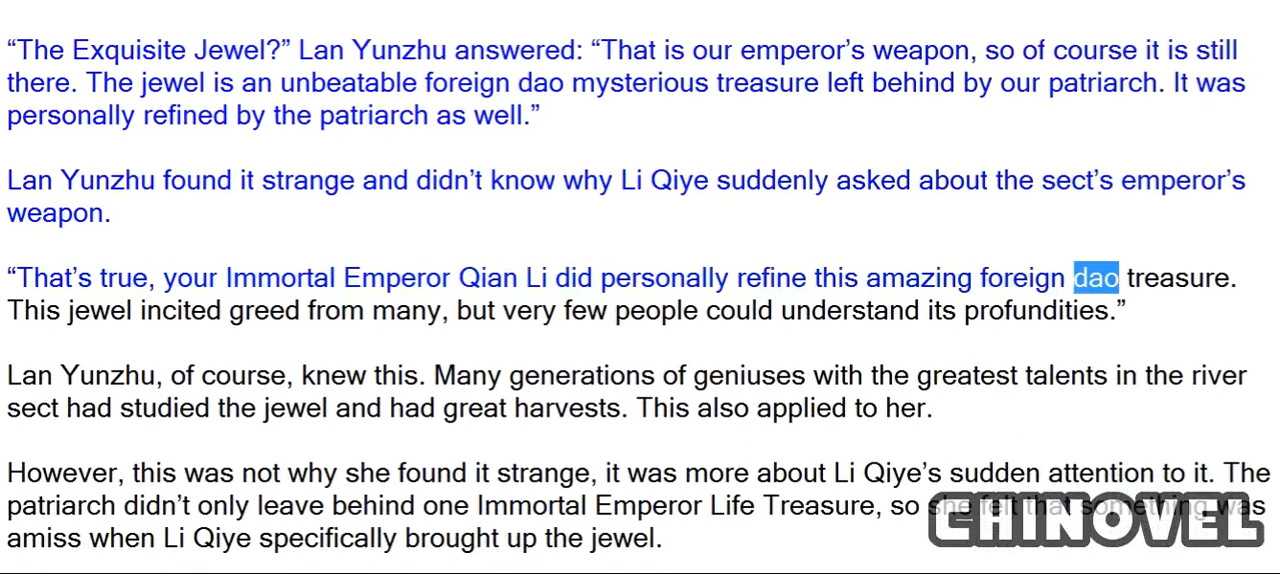 “The Exquisite Jewel?” Lan Yunzhu answered: “That is our emperor’s weapon, so of course it is still
there. The jewel is an unbeatable foreign dao mysterious treasure left behind by our patriarch. It was
personally refined by the patriarch as well.”
Lan Yunzhu found it strange and didn’t know why Li Qiye suddenly asked about the sect’s emperor’s
weapon.
“That’s true, your Immortal Emperor Qian Li did personally refine this amazing foreign dao treasure.
This jewel incited greed from many, but very few people could understand its profundities.”
Lan Yunzhu, of course, knew this. Many generations of geniuses with the greatest talents in the river
sect had studied the jewel and had great harvests. This also applied to her.
However, this was not why she found it strange, it was more about Li Qiye’s sudden attention to it. The
patriarch didn’t only leave behind one Immortal Emperor Life Treasure, so she felt that something was
amiss when Li Qiye specifically brought up the jewel.
CHINOVEL